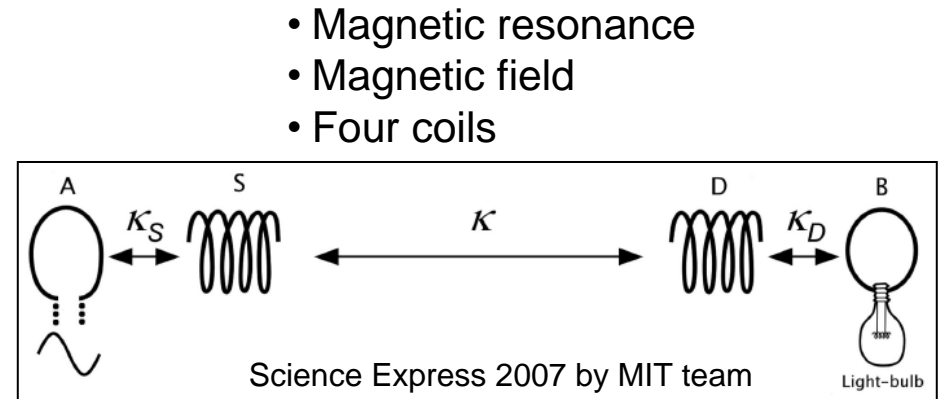 • Magnetic resonance
• Magnetic field
• Four coils
A
S
D
B
κS
κ
κD
Science Express 2007 by MIT team
Light-bulb